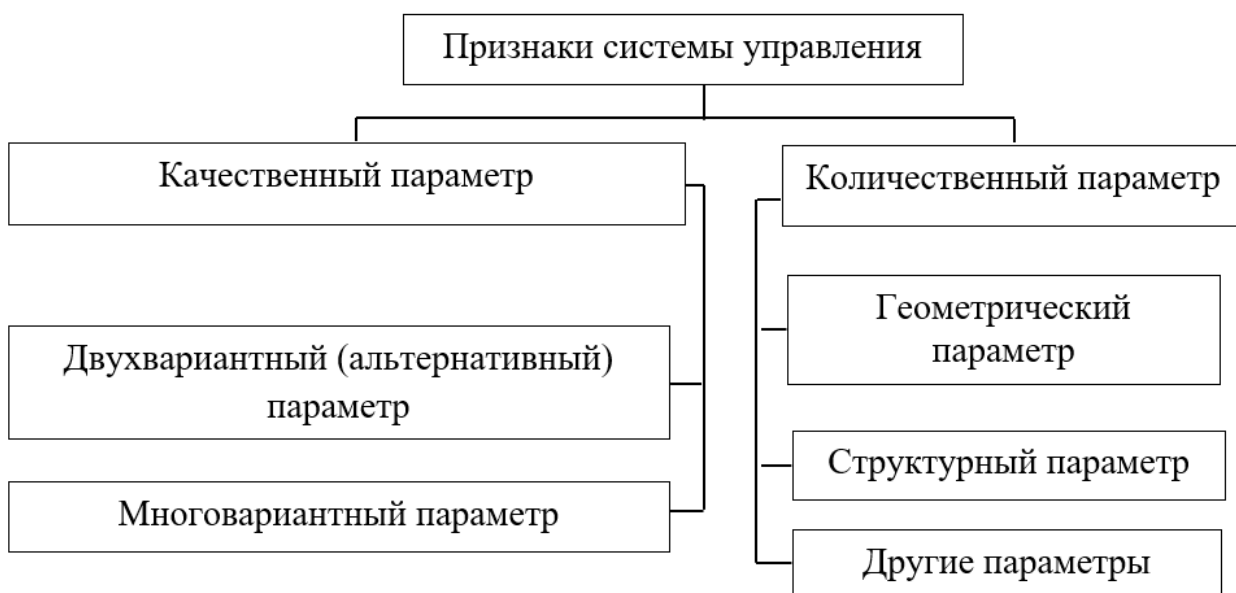 Признаки системы управления
Качественный параметр
Количественный параметр
Двухвариантный (альтернативный)
параметр
Многовариантный параметр
Геометрический
параметр
Структурный параметр
Другие параметры